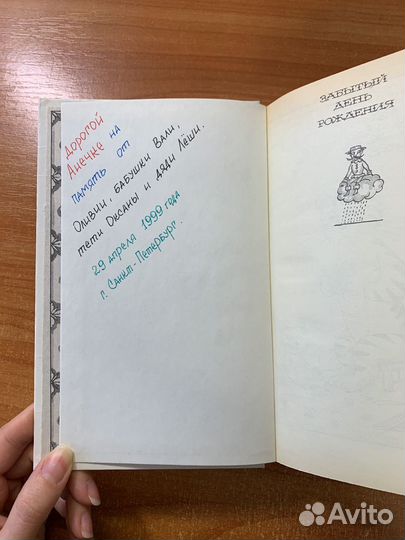 Дорогой
Анечке на
память от
Оливии, бабушки Вали,
тети Оксаны и дяди Лёши.
29 апреля 1999 года
г. Санкт-Петербург.
ЗАБЫТЫЙ
ДЕНЬ
РОЖДЕНИЯ
Avito